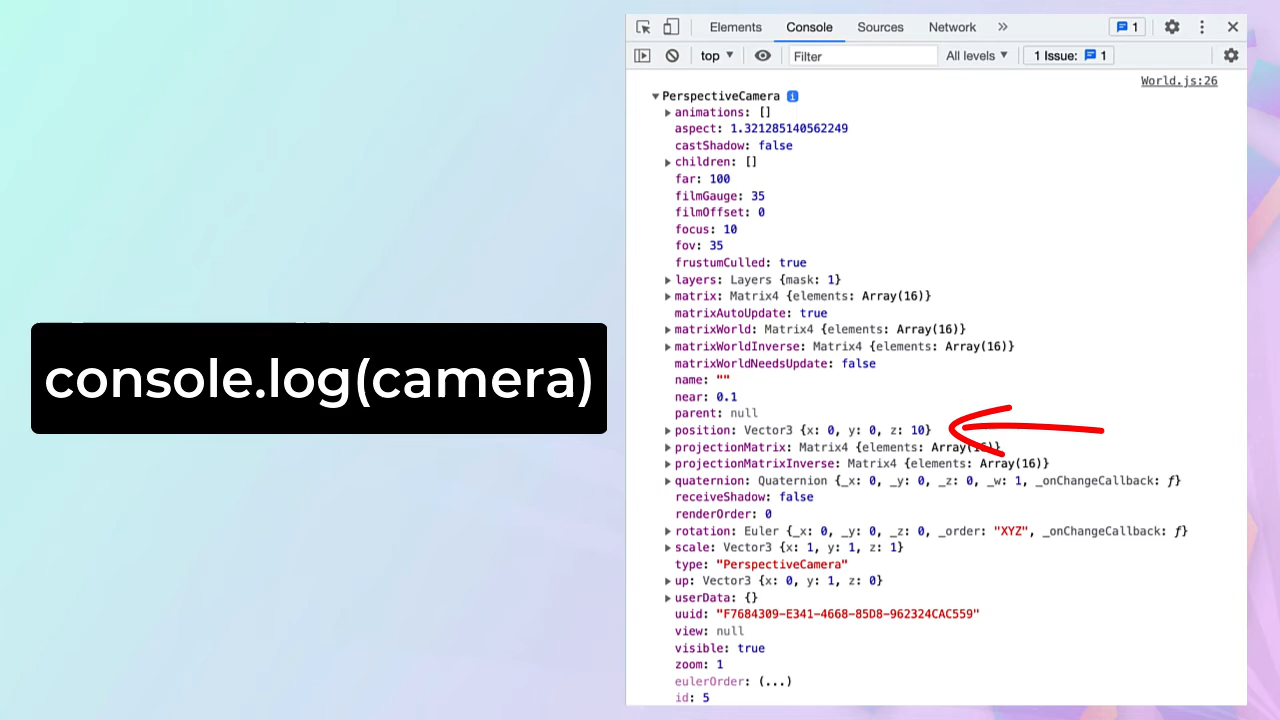 console.log(camera)
Elements Console Sources Network » 1
top ▼ Filter All levels ▼ 1 Issue: 1
World.js:26
▼PerspectiveCamera i
▶animations: []
aspect: 1.321285140562249
castShadow: false
▶children: []
far: 100
filmGauge: 35
filmOffset: 0
focus: 10
fov: 35
frustumCulled: true
▶layers: Layers {mask: 1}
▶matrix: Matrix4 {elements: Array(16)}
matrixAutoUpdate: true
▶matrixWorld: Matrix4 {elements: Array(16)}
▶matrixWorldInverse: Matrix4 {elements: Array(16)}
matrixWorldNeedsUpdate: false
name: ""
near: 0.1
parent: null
▶position: Vector3 {x: 0, y: 0, z: 10}
▶projectionMatrix: Matrix4 {elements: Array(16)}
▶projectionMatrixInverse: Matrix4 {elements: Array(16)}
▶quaternion: Quaternion {_x: 0, _y: 0, _z: 0, _w: 1, _onChangeCallback: ƒ}
receiveShadow: false
renderOrder: 0
▶rotation: Euler {_x: 0, _y: 0, _z: 0, _order: "XYZ", _onChangeCallback: ƒ}
▶scale: Vector3 {x: 1, y: 1, z: 1}
type: "PerspectiveCamera"
▶up: Vector3 {x: 0, y: 1, z: 0}
▶userData: {}
uuid: "F7684309-E341-4668-85D8-962324CAC559"
view: null
visible: true
zoom: 1
eulerOrder: (...)
id: 5